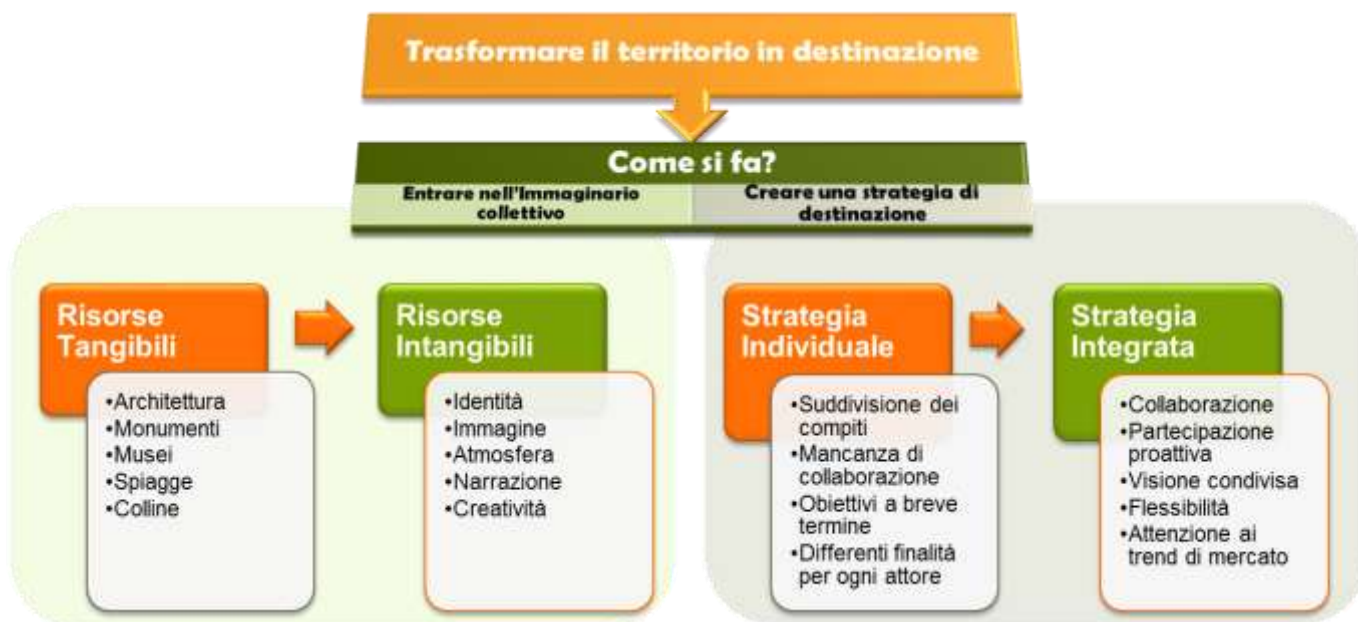 Trasformare il territorio in destinazione
Come si fa?
Entrare nell'Immaginario
collettivo
Creare una strategia di
destinazione
Risorse
Tangibili
•Architettura
•Monumenti
•Musei
•Spiagge
•Colline
Risorse
Intangibili
•Identità
•Immagine
•Atmosfera
•Narrazione
•Creatività
Strategia
Individuale
•Suddivisione dei
compiti
•Mancanza di
collaborazione
•Obiettivi a breve
termine
•Differenti finalità
per ogni attore
Strategia
Integrata
•Collaborazione
•Partecipazione
proattiva
•Visione condivisa
•Flessibilità
•Attenzione ai
trend di mercato